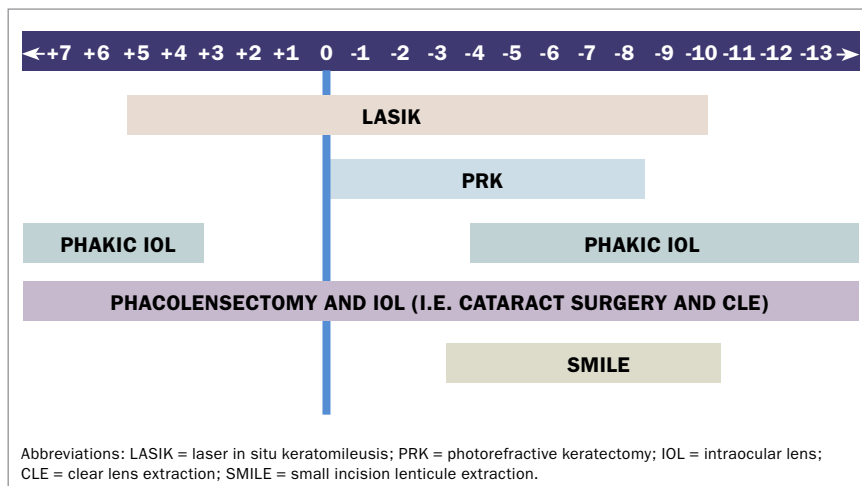 ←+7 +6 +5 +4 +3 +2 +1 0 -1 -2 -3 -4 -5 -6 -7 -8 -9 -10 -11 -12 -13→
LASIK
PRK
PHAKIC IOL PHAKIC IOL
PHACOLENSECTOMY AND IOL (I.E. CATARACT SURGERY AND CLE)
SMILE
Abbreviations: LASIK = laser in situ keratomileusis; PRK = photorefractive keratectomy; IOL = intraocular lens;
CLE = clear lens extraction; SMILE = small incision lenticule extraction.